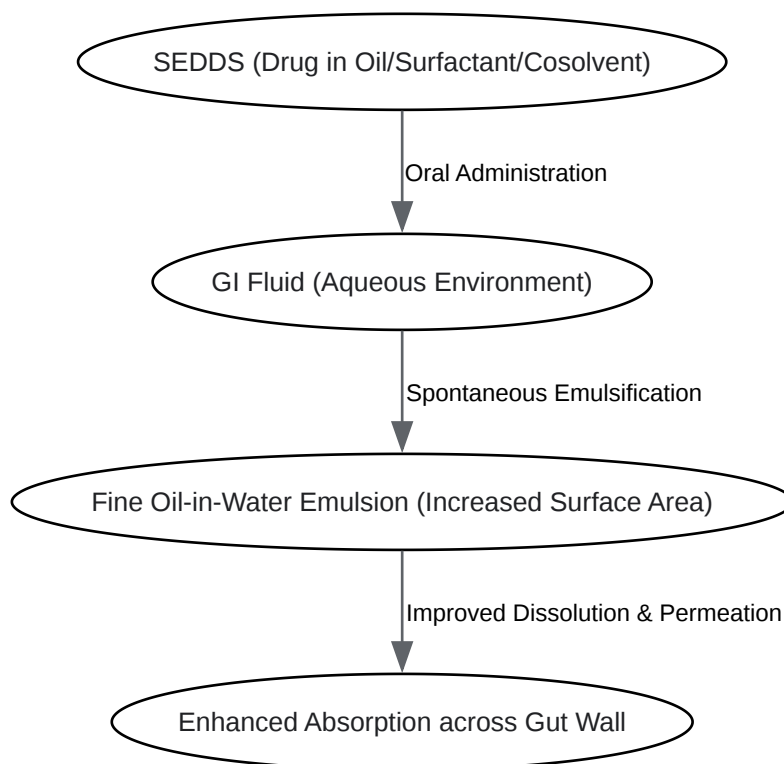 SEDDS (Drug in Oil/Surfactant/Cosolvent)
Oral Administration
GI Fluid (Aqueous Environment)
Spontaneous Emulsification
Fine Oil-in-Water Emulsion (Increased Surface Area)
Improved Dissolution & Permeation
Enhanced Absorption across Gut Wall